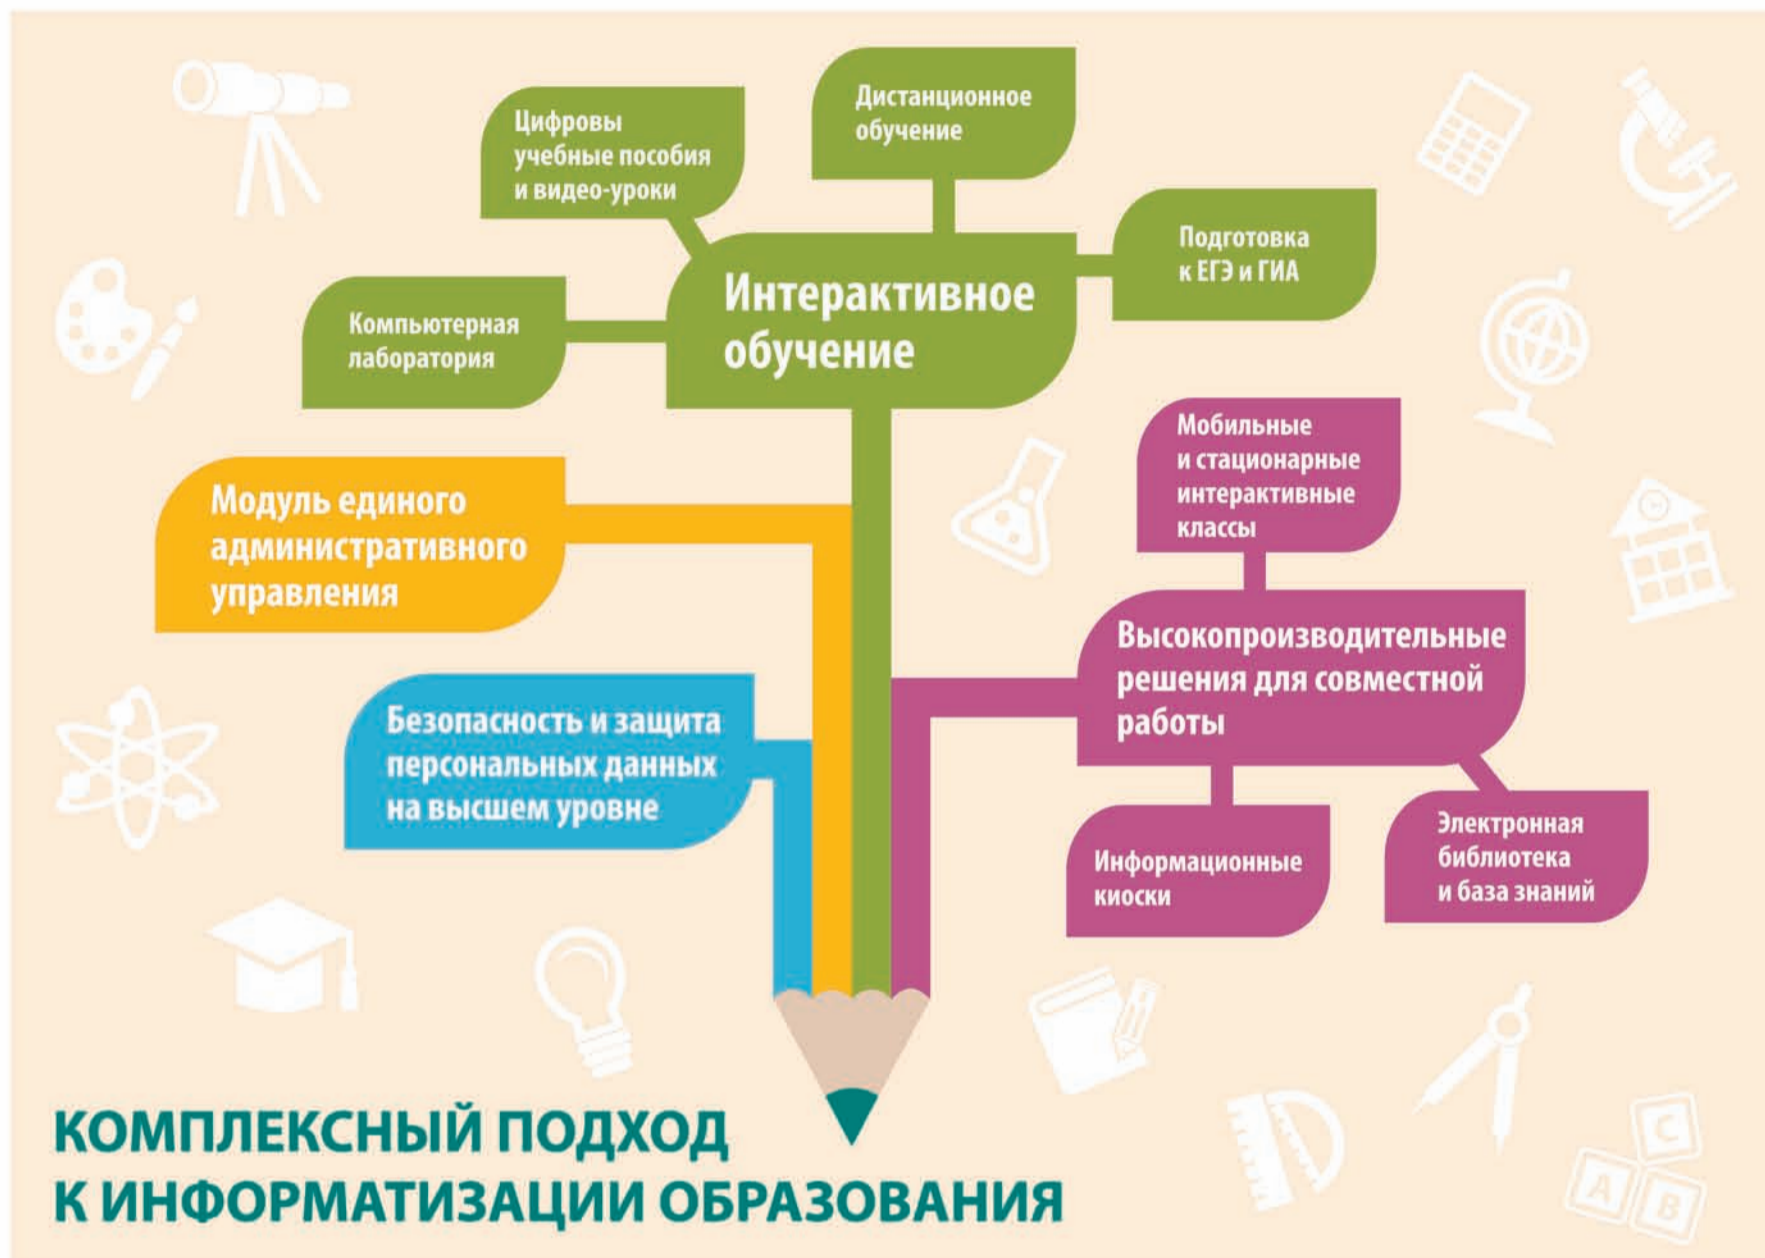 Дистанционное
обучение
Цифровы
учебные пособия
и видео-уроки
Подготовка
к ЕГЭ и ГИА
Интерактивное
обучение
Компьютерная
лаборатория
Мобильные
и стационарные
интерактивные
классы
Модуль единого
административного
управления
Высокопроизводительные
решения для совместной
работы
Безопасность и защита
персональных данных
на высшем уровне
Информационные
киоски
Электронная
библиотека
и база знаний
КОМПЛЕКСНЫЙ ПОДХОД
К ИНФОРМАТИЗАЦИИ ОБРАЗОВАНИЯ
C
A B